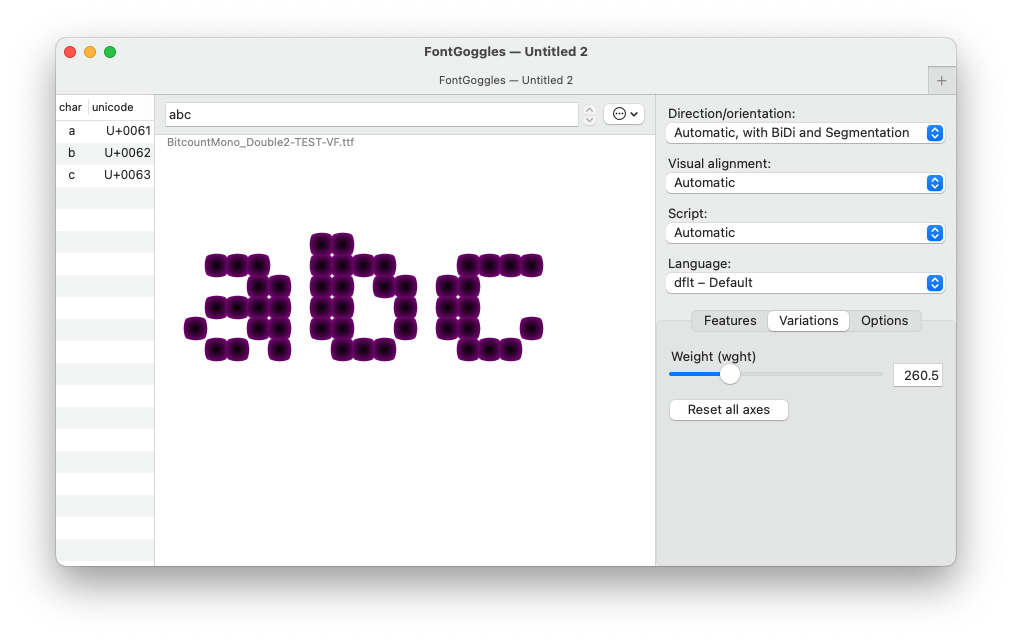 FontGoggles — Untitled 2
FontGoggles — Untitled 2
char unicode
a U+0061
b U+0062
c U+0063
abc
BitcountMono_Double2-TEST-VF.ttf
abc
Direction/orientation:
Automatic, with BiDi and Segmentation
Visual alignment:
Automatic
Script:
Automatic
Language:
dflt – Default
Features Variations Options
Weight (wght)
260.5
Reset all axes